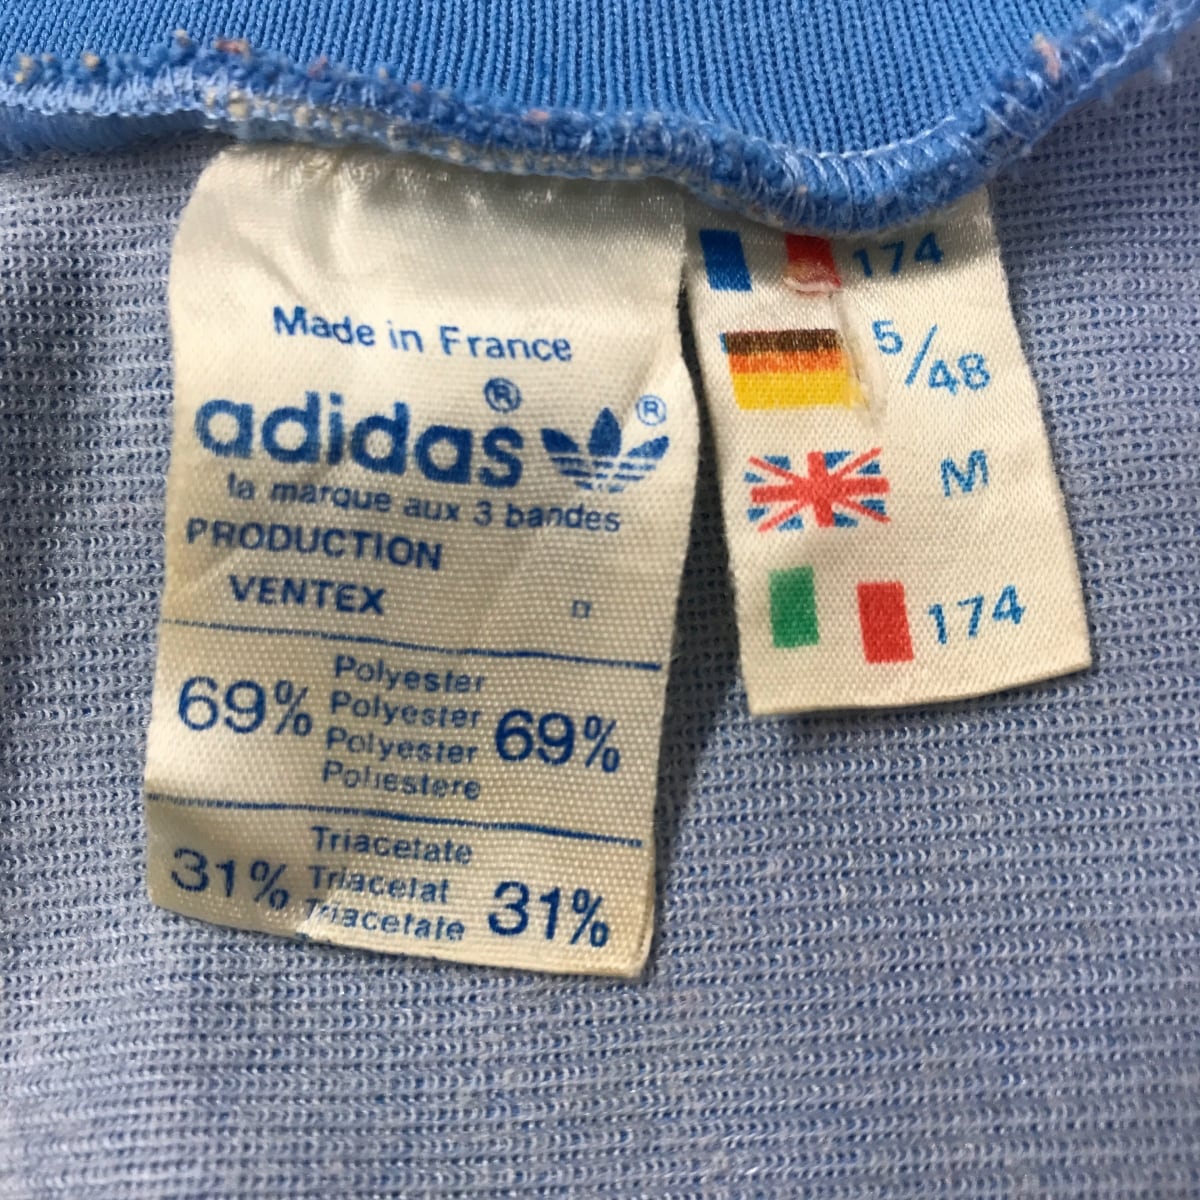 Made in France
adidas®®
la marque aux 3 bandes
PRODUCTION
VENTEX
Polyester
69% Polyester 69%
Polyester
Poliestere
Triacetate
31% Triacetat 31%
Triacetate
174
5/48
M
174